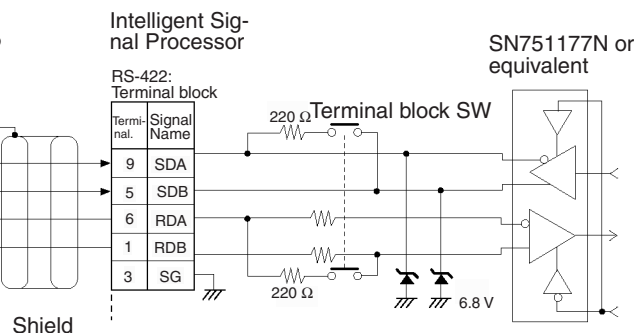 Intelligent Sig-
nal Processor
SN751177N or
equivalent
RS-422:
Terminal block
Termi-
nal.
Signal
Name
220 Ω
Terminal block SW
9 SDA
5 SDB
6 RDA
1 RDB
3 SG
220 Ω
6.8 V
Shield